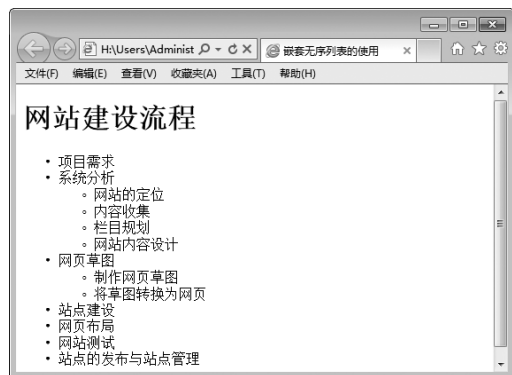 H:\Users\Administ
嵌套无序列表的使用
文件(F) 编辑(E) 查看(V) 收藏夹(A) 工具(T) 帮助(H)
网站建设流程
• 项目需求
• 系统分析
◦ 网站的定位
◦ 内容收集
◦ 栏目规划
◦ 网站内容设计
• 网页草图
◦ 制作网页草图
◦ 将草图转换为网页
• 站点建设
• 网页布局
• 网站测试
• 站点的发布与站点管理